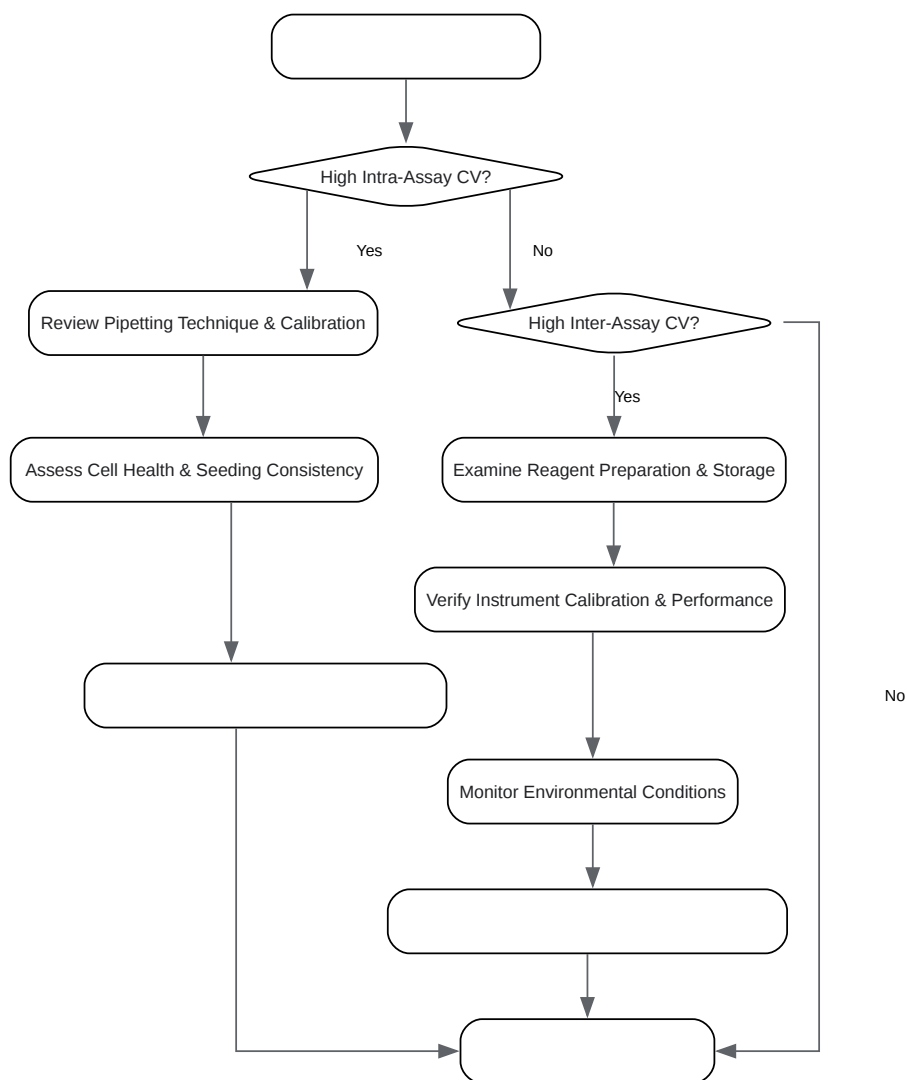 High Intra-Assay CV?
Yes
No
Review Pipetting Technique & Calibration
High Inter-Assay CV?
Yes
Assess Cell Health & Seeding Consistency
Examine Reagent Preparation & Storage
Verify Instrument Calibration & Performance
No
Monitor Environmental Conditions